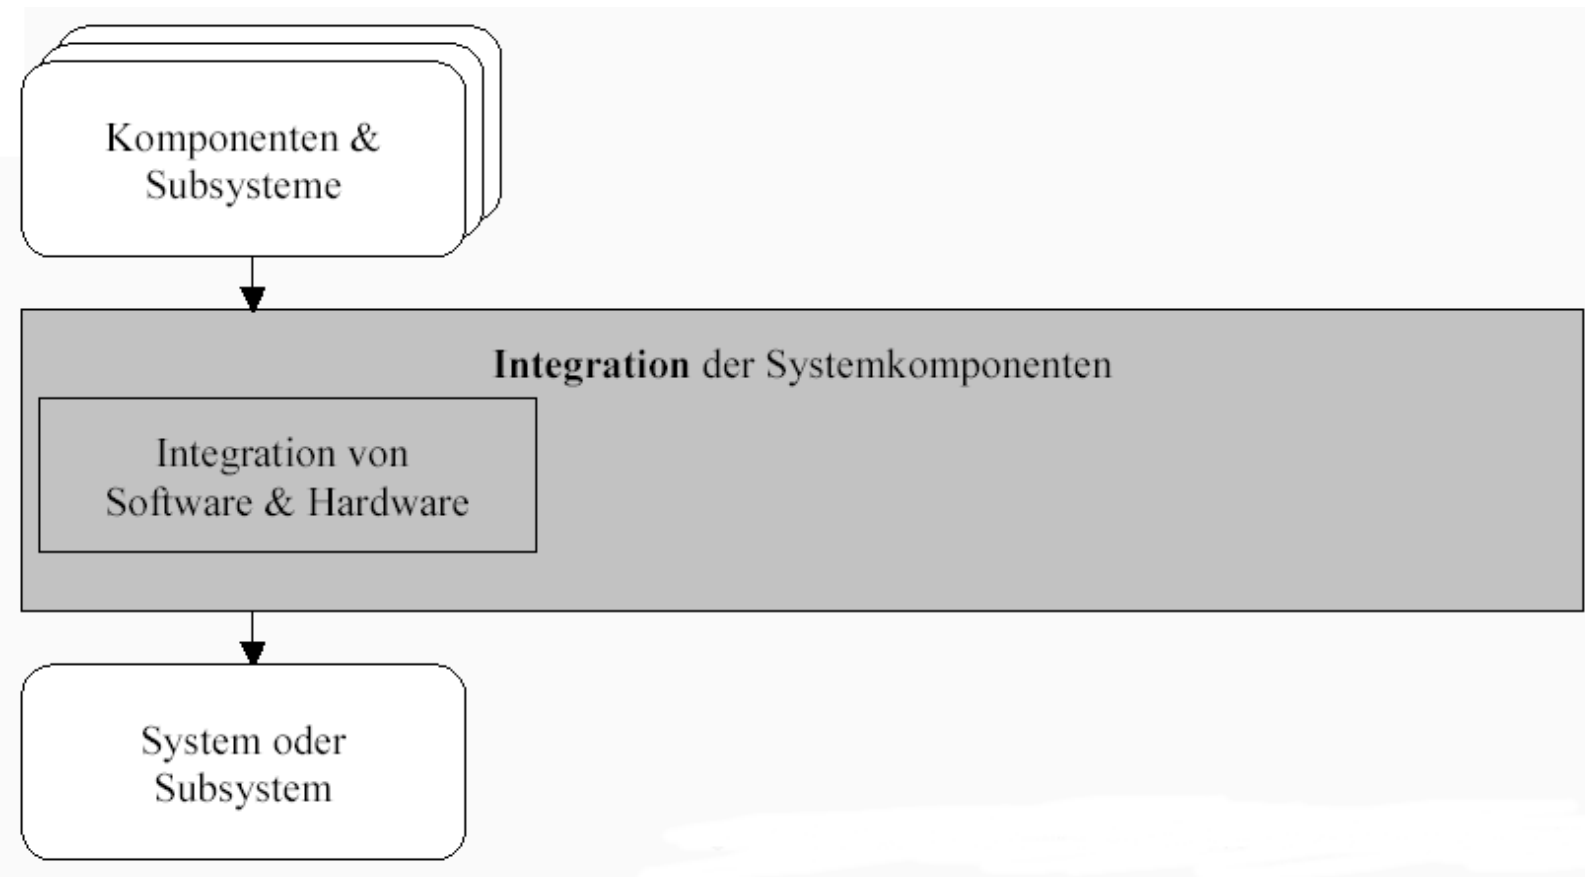 Komponenten &
Subsysteme
Integration der Systemkomponenten
Integration von
Software & Hardware
System oder
Subsystem